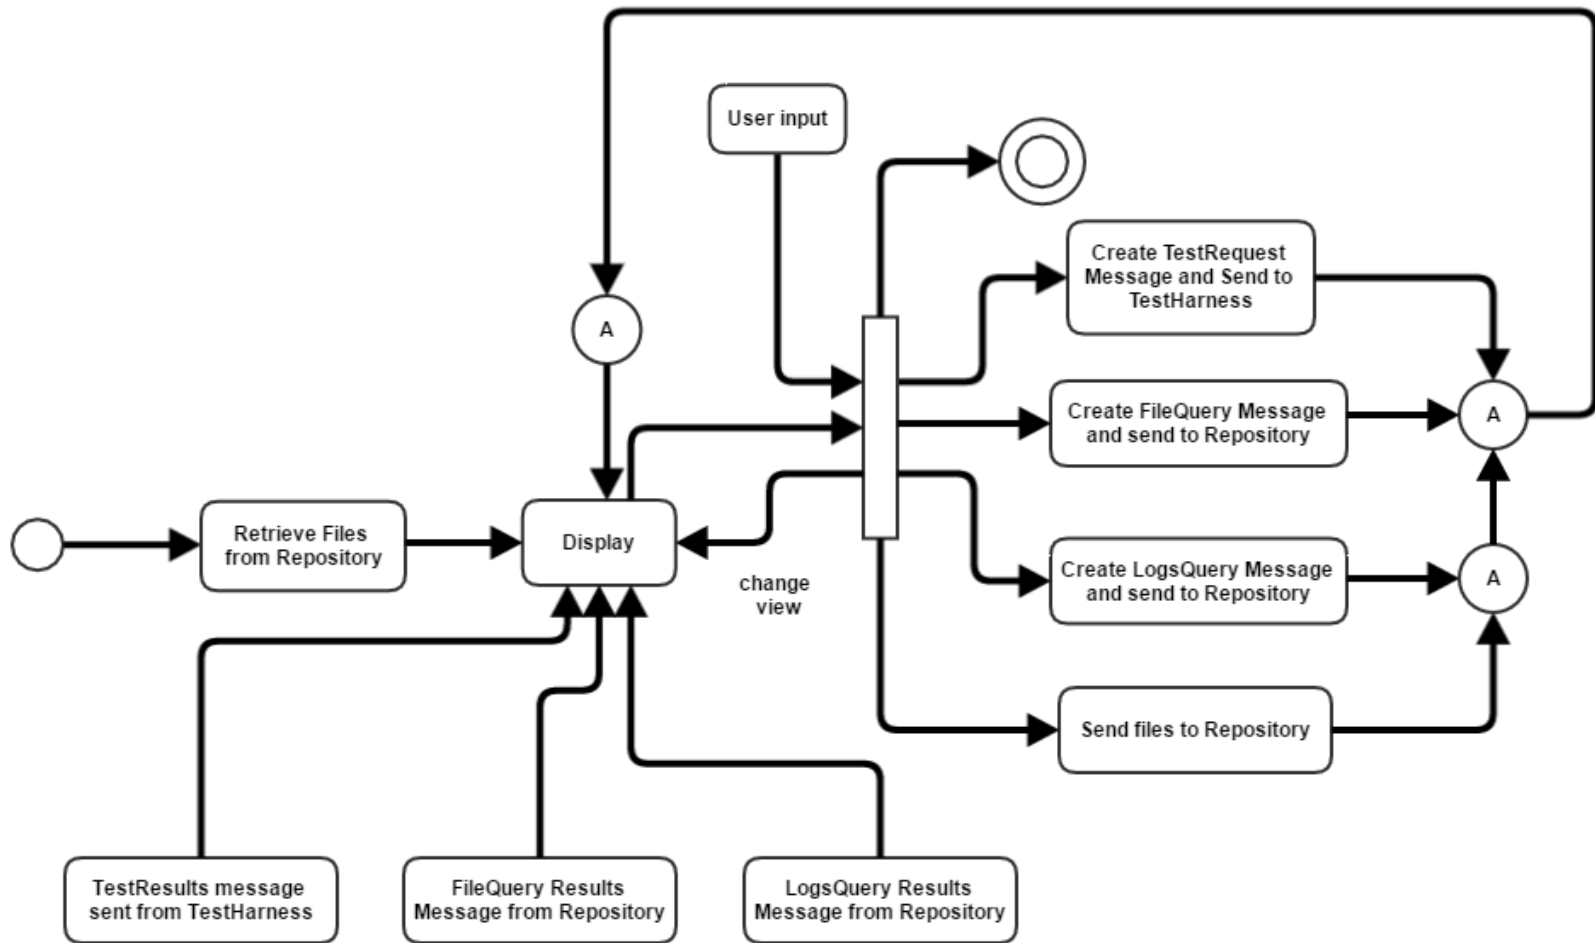 User input
Create TestRequest
Message and Send to
TestHarness
A
Create FileQuery Message
and send to Repository
A
Retrieve Files
from Repository
Display
change
view
Create LogsQuery Message
and send to Repository
A
Send files to Repository
TestResults message
sent from TestHarness
FileQuery Results
Message from Repository
LogsQuery Results
Message from Repository